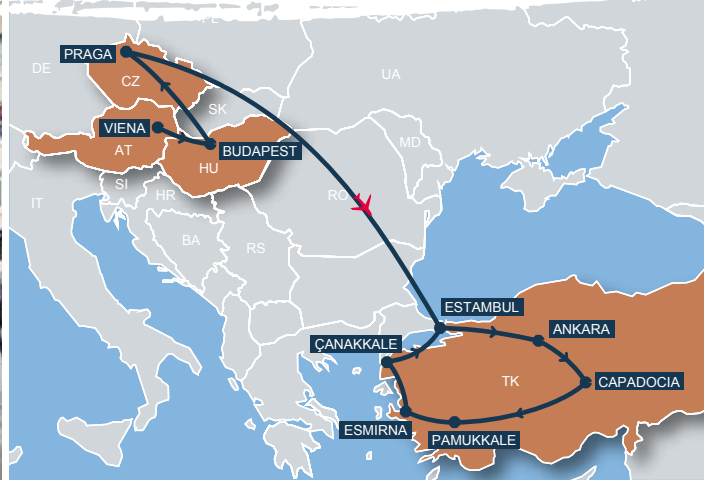 PL
PRAGA
DE
CZ
UA
SK
VIENA
MD
AT
BUDAPEST
HU
SI
HR
RO
IT
BA
RS
ESTAMBUL
ANKARA
ÇANAKKALE
TK
CAPADOCIA
ESMIRNA
PAMUKKALE